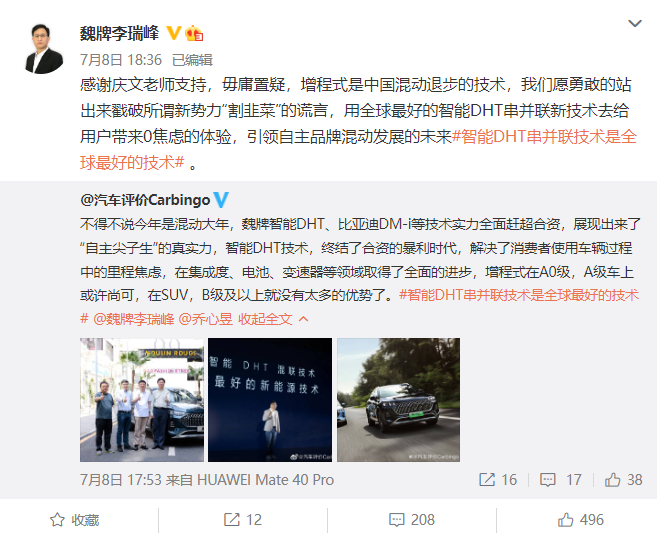 魏牌李瑞峰
7月8日 18:36 已编辑
感谢庆文老师支持，毋庸置疑，增程式是中国混动退步的技术，我们愿勇敢的站
出来戳破所谓新势力“割韭菜”的谎言，用全球最好的智能DHT串并联新技术去给
用户带来0焦虑的体验，引领自主品牌混动发展的未来#智能DHT串并联技术是全
球最好的技术# 。
@汽车评价Carbingo
不得不说今年是混动大年，魏牌智能DHT、比亚迪DM-i等技术实力全面赶超合资，展现出来了
“自主尖子生”的真实力，智能DHT技术，终结了合资的暴利时代，解决了消费者使用车辆过程
中的里程焦虑，在集成度、电池、变速器等领域取得了全面的进步，增程式在A0级，A级车上
或许尚可，在SUV，B级及以上就没有太多的优势了。#智能DHT串并联技术是全球最好的技术
# @魏牌李瑞峰 @乔心昱 收起全文
MOULIN ROUGE
智能 DHT 混联技术
最好的新能源技术
@汽车评价Carbingo
@汽车评价Carbingo
7月8日 17:53 来自 HUAWEI Mate 40 Pro
16
17
38
收藏
12
208
496